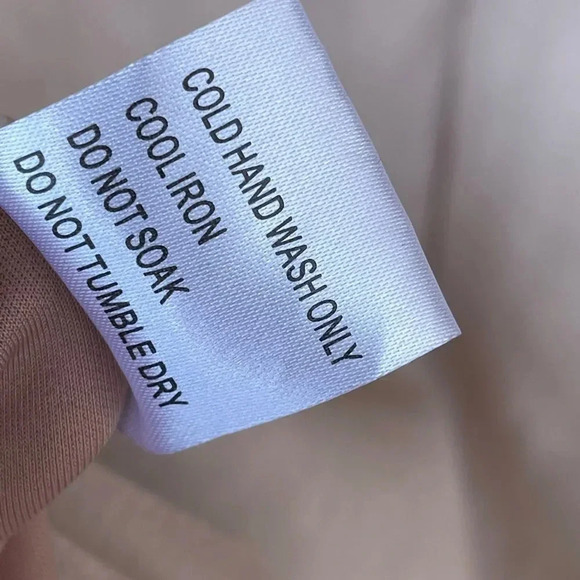 COLD HAND WASH ONLY
COOL IRON
DO NOT SOAK
DO NOT TUMBLE DRY